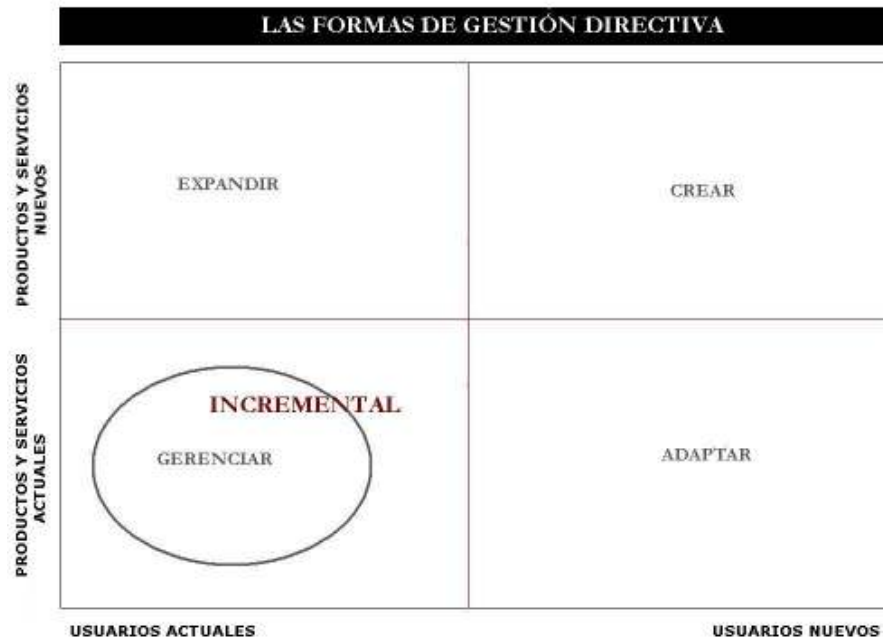 LAS FORMAS DE GESTIÓN DIRECTIVA
PRODUCTOS Y SERVICIOS
NUEVOS
EXPANDIR
CREAR
PRODUCTOS Y SERVICIOS
ACTUALES
INCREMENTAL
GERENCIAR
ADAPTAR
USUARIOS ACTUALES
USUARIOS NUEVOS